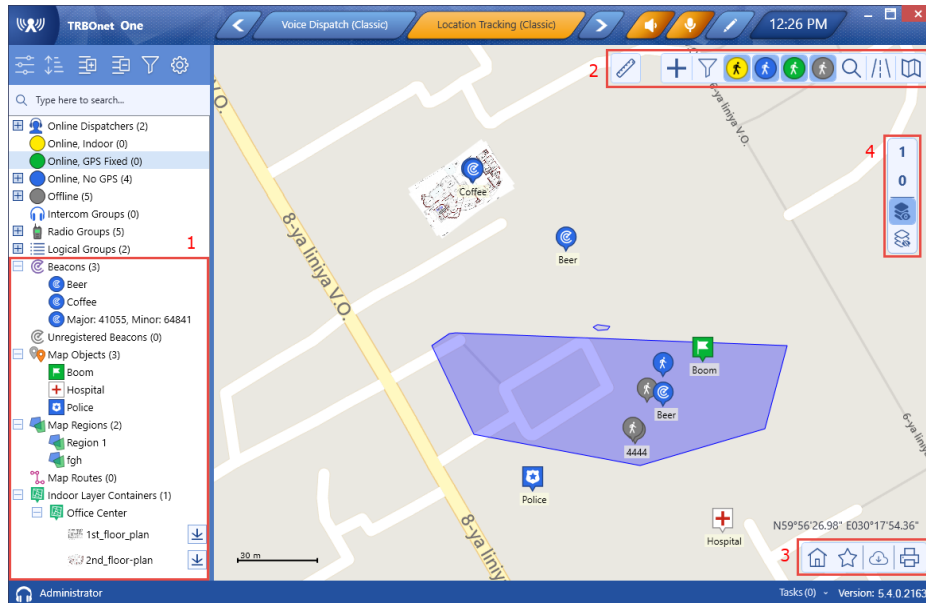 TRBOnet One
Voice Dispatch (Classic)
Location Tracking (Classic)
12:26 PM
Type here to search...
Online Dispatchers (2)
Online, Indoor (0)
Online, GPS Fixed (0)
Online, No GPS (4)
Offline (5)
Intercom Groups (0)
Radio Groups (5)
Logical Groups (2)
1
Beacons (3)
Beer
Coffee
Major: 41055, Minor: 64841
Unregistered Beacons (0)
Map Objects (3)
Boom
Hospital
Police
Map Regions (2)
Region 1
fgh
Map Routes (0)
Indoor Layer Containers (1)
Office Center
1st_floor_plan
2nd_floor-plan
2
6-ya liniya V.O.
V.O.
4
1
0
Coffee
8-ya liniya V.O.
Beer
Boom
Beer
4444
6-ya liniya
Police
8-ya liniya
Hospital
N59°56'26.98" E030°17'54.36"
30 m
3
Administrator
Tasks (0) - Version: 5.4.0.2163